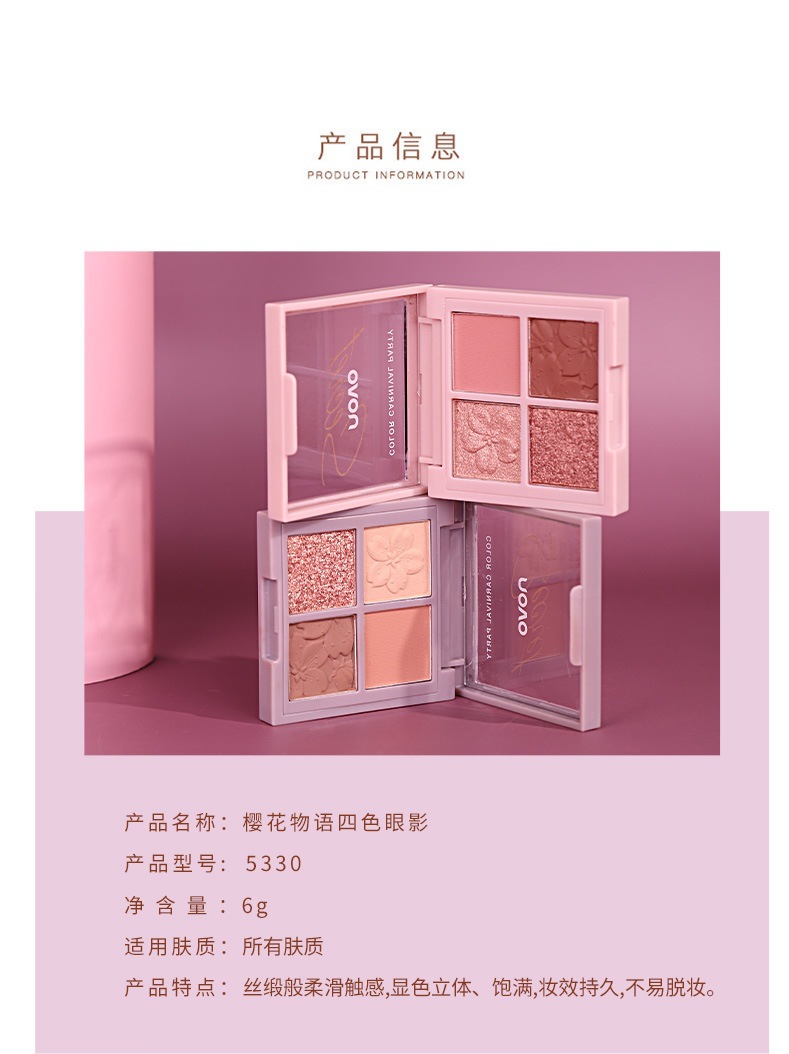 产品信息
PRODUCT INFORMATION
novo
COLOR CARNIVAL PARTY
novo
COLOR CARNIVAL PARTY
产品名称：樱花物语四色眼影
产品型号：5330
净含量：6g
适用肤质：所有肤质
产品特点：丝缎般柔滑触感,显色立体、饱满,妆效持久,不易脱妆。